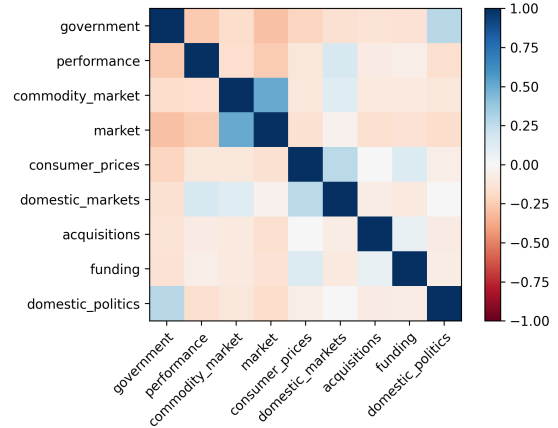 government
performance
commodity_market
market
consumer_prices
domestic_markets
acquisitions
funding
domestic_politics
government
performance
commodity_market
market
consumer_prices
domestic_markets
acquisitions
funding
domestic_politics
1.00
0.75
0.50
0.25
0.00
−0.25
−0.50
−0.75
−1.00